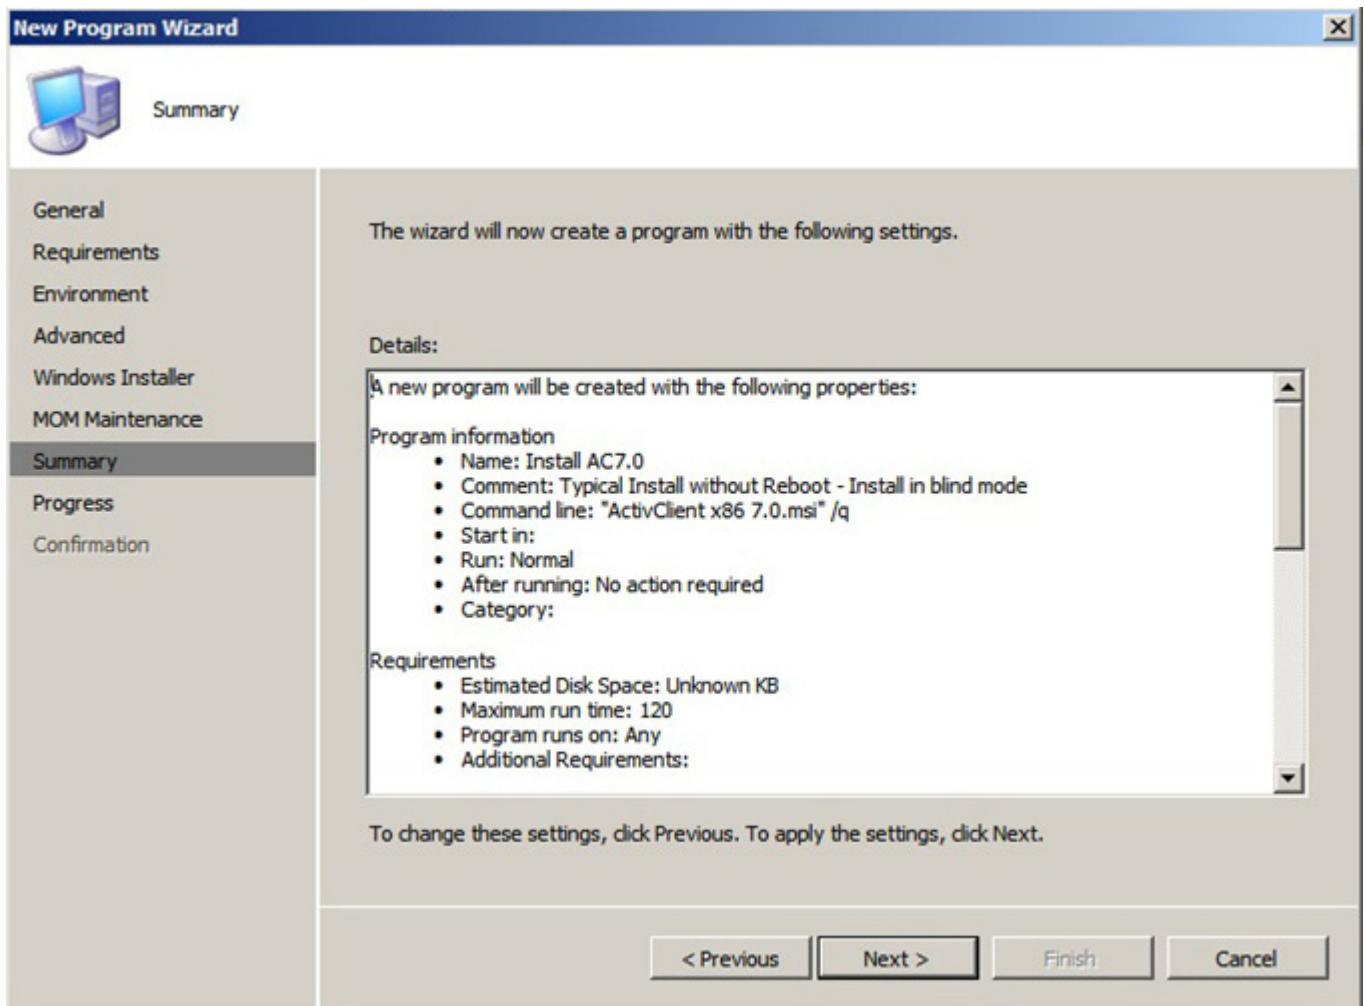 New Program Wizard
Summary
General
Requirements
Environment
Advanced
Windows Installer
MOM Maintenance
Summary
Progress
Confirmation
The wizard will now create a program with the following settings.
Details:
A new program will be created with the following properties:
Program information
• Name: Install AC7.0
• Comment: Typical Install without Reboot - Install in blind mode
• Command line: "ActivClient x86 7.0.msi" /q
• Start in:
• Run: Normal
• After running: No action required
• Category:
Requirements
• Estimated Disk Space: Unknown KB
• Maximum run time: 120
• Program runs on: Any
• Additional Requirements:
To change these settings, click Previous. To apply the settings, click Next.
< Previous Next > Finish Cancel